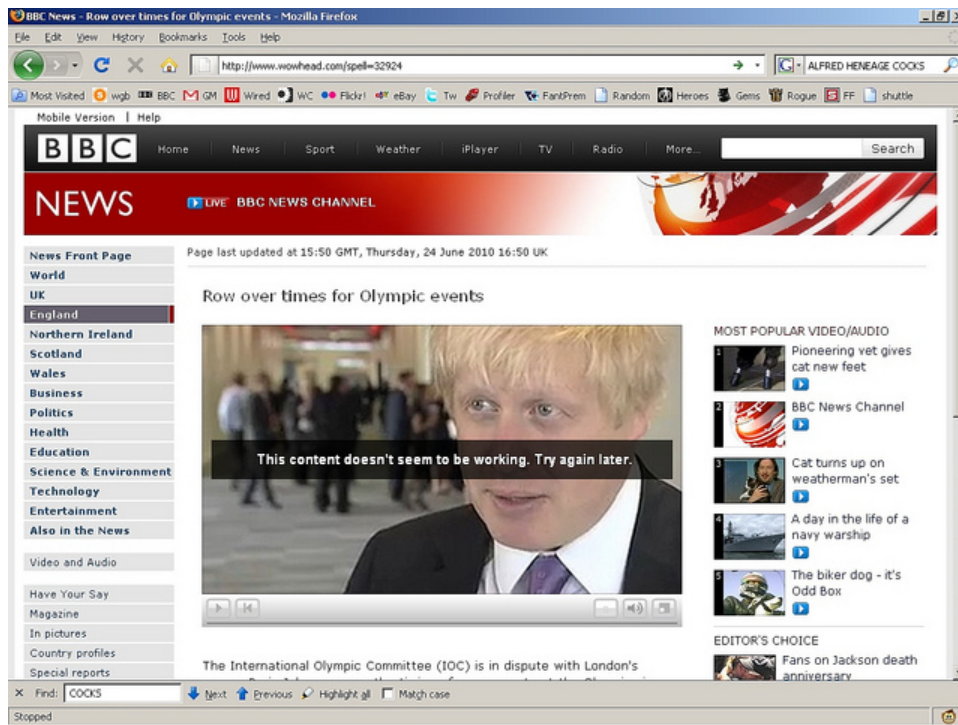 BBC News - Row over times for Olympic events - Mozilla Firefox
File Edit View History Bookmarks Tools Help
http://www.wowhead.com/spell=32924
G ALFRED HENEAGE COCKS
Most Visited wgb BBC GM Wired WC Flickr! eBay Tw Profiler FantPrem Random Heroes Gems Rogue FF shuttle
Mobile Version | Help
BBC Home News Sport Weather iPlayer TV Radio More... Search
NEWS LIVE BBC NEWS CHANNEL
Page last updated at 15:50 GMT, Thursday, 24 June 2010 16:50 UK
News Front Page
World
UK
England
Northern Ireland
Scotland
Wales
Business
Politics
Health
Education
Science & Environment
Technology
Entertainment
Also in the News
Video and Audio
Have Your Say
Magazine
In pictures
Country profiles
Special reports
Row over times for Olympic events
This content doesn't seem to be working. Try again later.
The International Olympic Committee (IOC) is in dispute with London's
MOST POPULAR VIDEO/AUDIO
1 Pioneering vet gives
cat new feet
2 BBC News Channel
3 Cat turns up on
weatherman's set
4 A day in the life of a
navy warship
5 The biker dog - it's
Odd Box
EDITOR'S CHOICE
Fans on Jackson death
anniversary
Find: COCKS Next Previous Highlight all Match case
Stopped